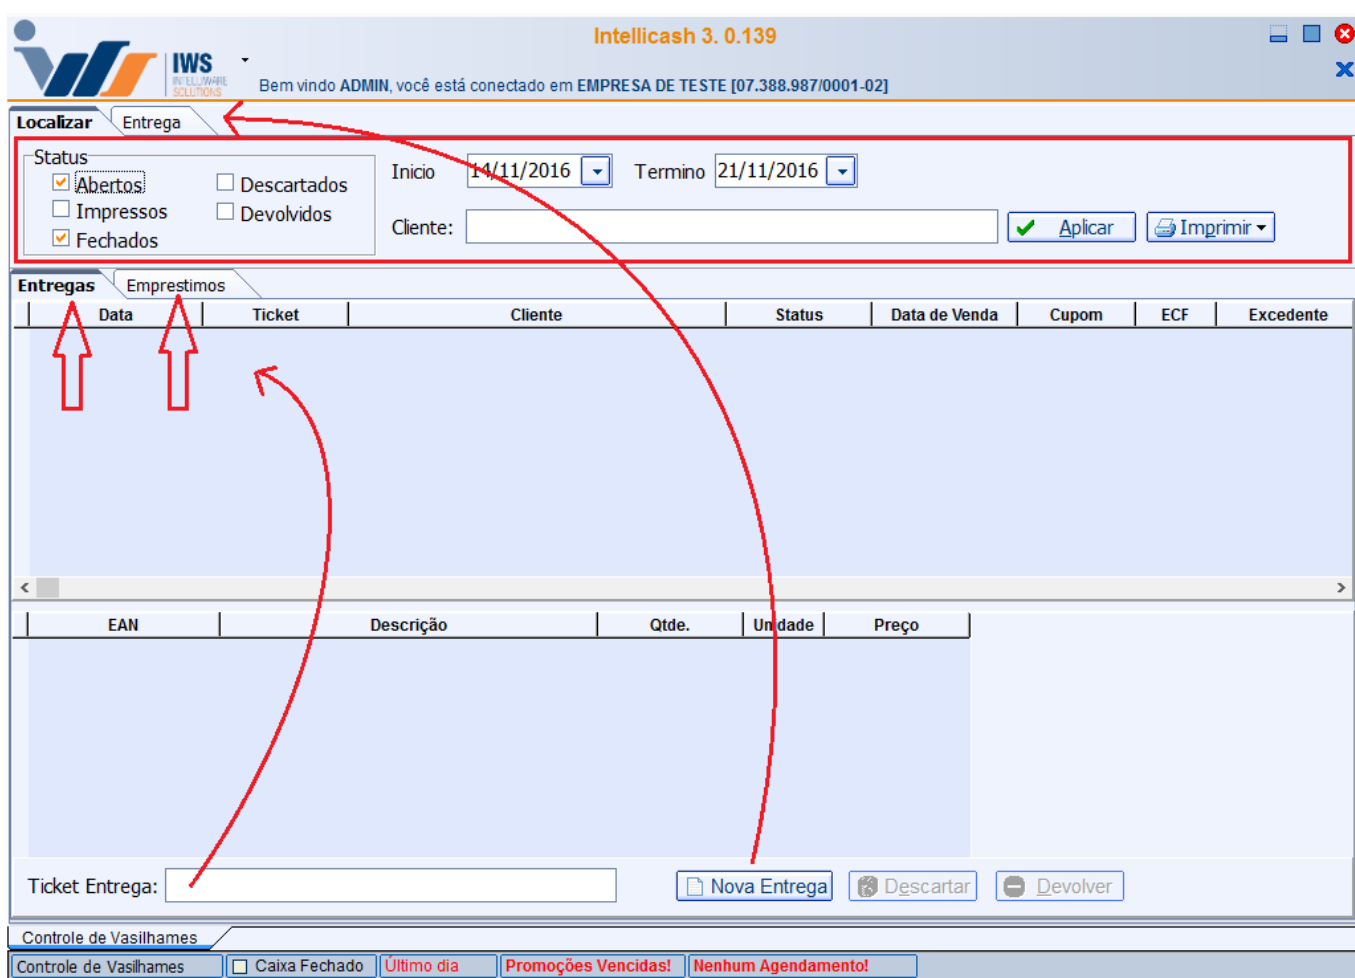 Intellicash 3. 0.139
IWS
INTELLIWARE
SOLUTIONS
Bem vindo ADMIN, você está conectado em EMPRESA DE TESTE [07.388.987/0001-02]
Localizar Entrega
Status
Abertos Descartados
Impressos Devolvidos
Fechados
Inicio 14/11/2016 Termino 21/11/2016
Cliente: Aplicar Imprimir
Entregas Emprestimos
Data Ticket Cliente Status Data de Venda Cupom ECF Excedente
EAN Descrição Qtde. Unidade Preço
Ticket Entrega: Nova Entrega Descartar Devolver
Controle de Vasilhames
Controle de Vasilhames Caixa Fechado Último dia Promoções Vencidas! Nenhum Agendamento!